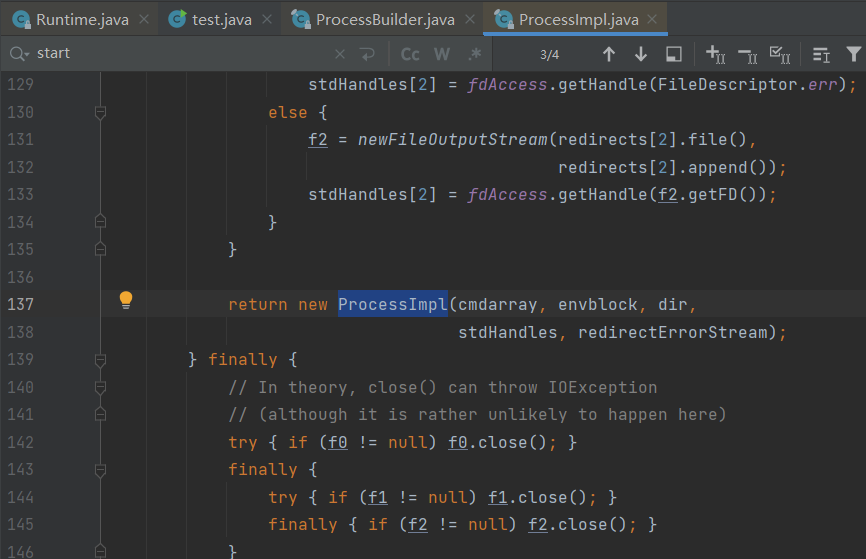 Runtime.java × test.java × ProcessBuilder.java × ProcessImpl.java ×
start × Cc W .* 3/4
129 stdHandles[2] = fdAccess.getHandle(FileDescriptor.err);
130 else {
131 f2 = newFileOutputStream(redirects[2].file(),
132 redirects[2].append());
133 stdHandles[2] = fdAccess.getHandle(f2.getFD());
134 }
135 }
136
137 return new ProcessImpl(cmdarray, envblock, dir,
138 stdHandles, redirectErrorStream);
139 } finally {
140 // In theory, close() can throw IOException
141 // (although it is rather unlikely to happen here)
142 try { if (f0 != null) f0.close(); }
143 finally {
144 try { if (f1 != null) f1.close(); }
145 finally { if (f2 != null) f2.close(); }
146 }